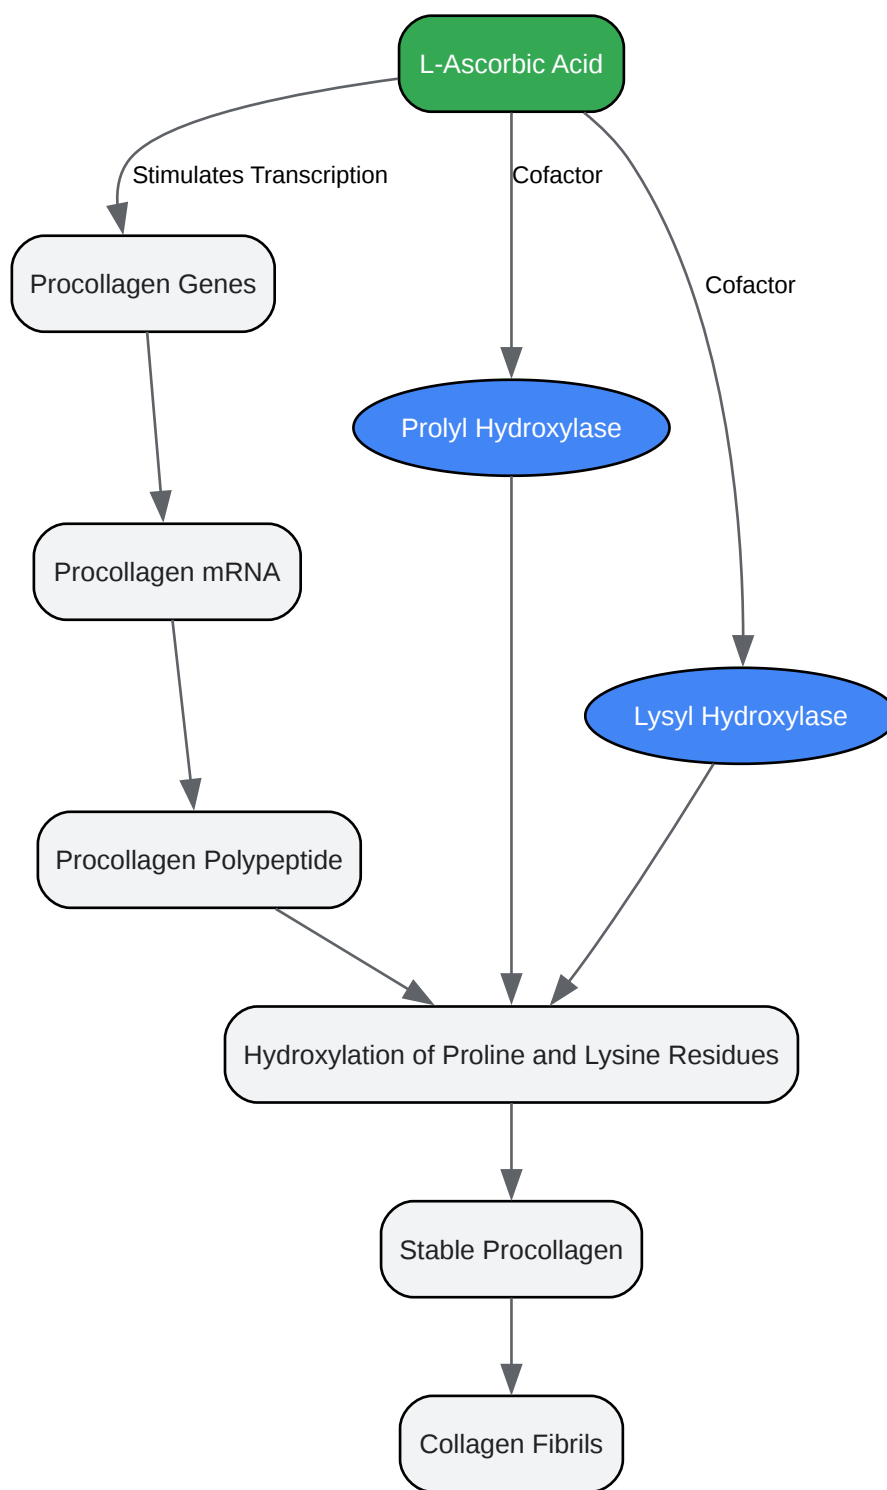 L-Ascorbic Acid
Stimulates Transcription
Cofactor
Procollagen Genes
Cofactor
Prolyl Hydroxylase
Procollagen mRNA
Lysyl Hydroxylase
Procollagen Polypeptide
Hydroxylation of Proline and Lysine Residues
Stable Procollagen
Collagen Fibrils